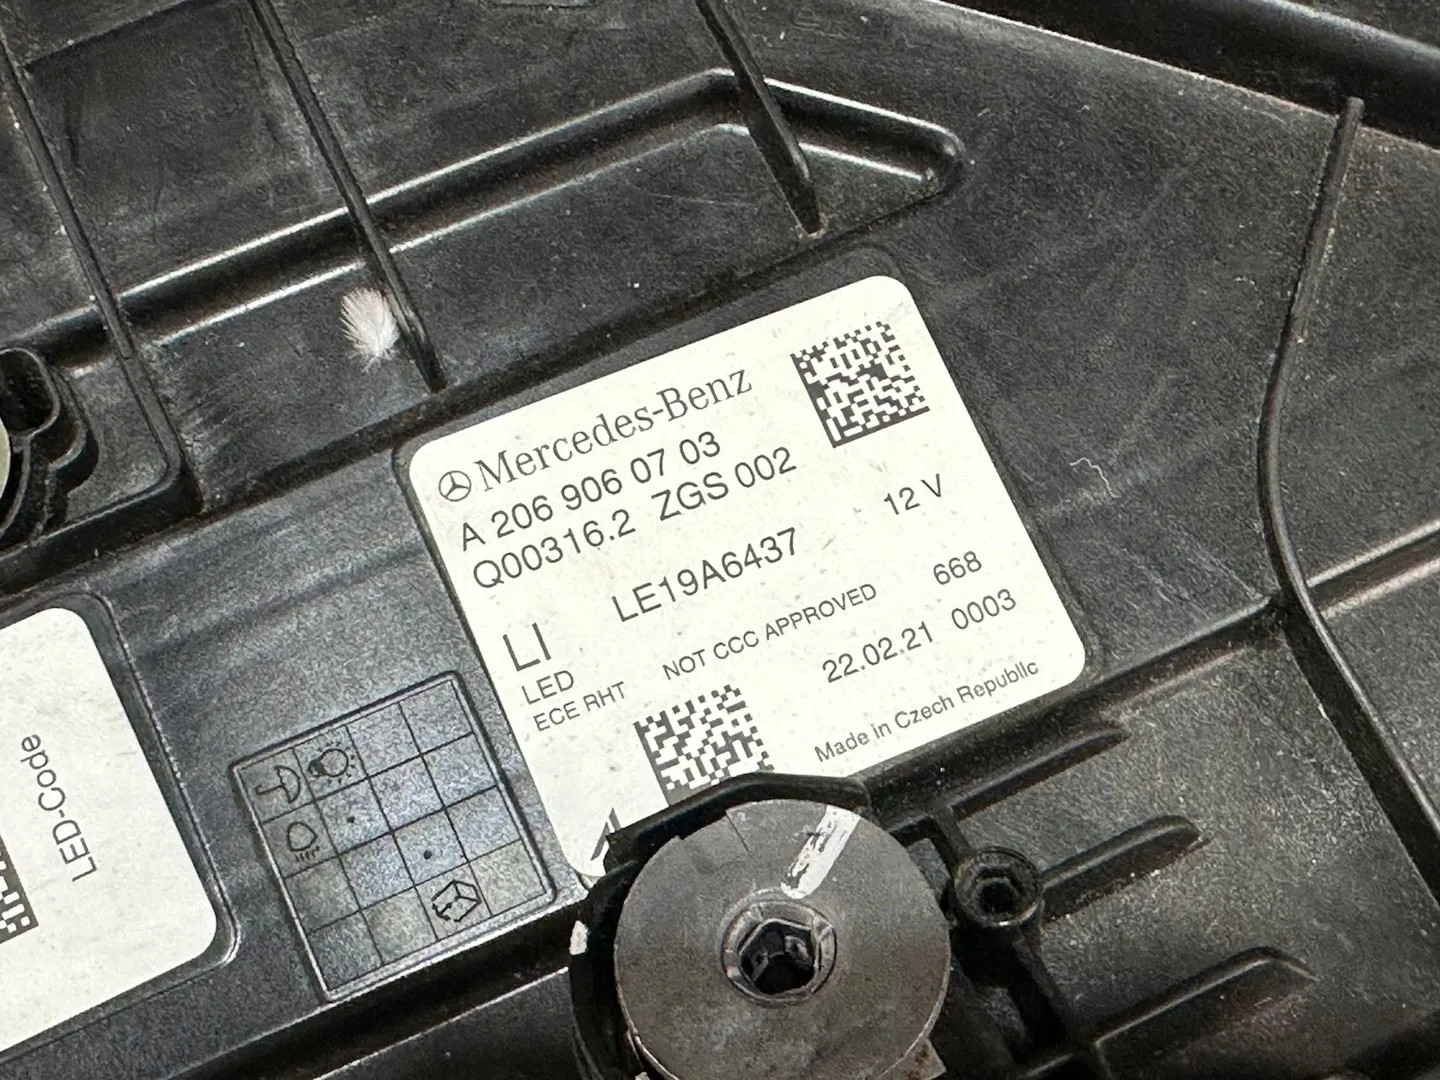 Mercedes-Benz
A 206 906 07 03
Q00316.2 ZGS 002
LE19A6437 12 V
LI
LED
ECE RHT NOT CCC APPROVED 668
22.02.21 0003
Made in Czech Republic
LED-Code